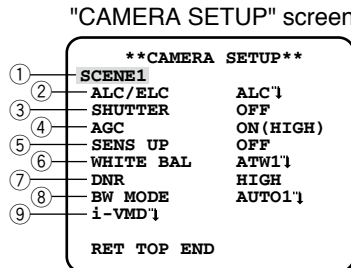 "CAMERA SETUP" screen
**CAMERA SETUP**
① SCENE1
② ALC/ELC ALC↴
③ SHUTTER OFF
④ AGC ON(HIGH)
⑤ SENS UP OFF
⑥ WHITE BAL ATW1↴
⑦ DNR HIGH
⑧ BW MODE AUTO1↴
⑨ i-VMD↴
RET TOP END